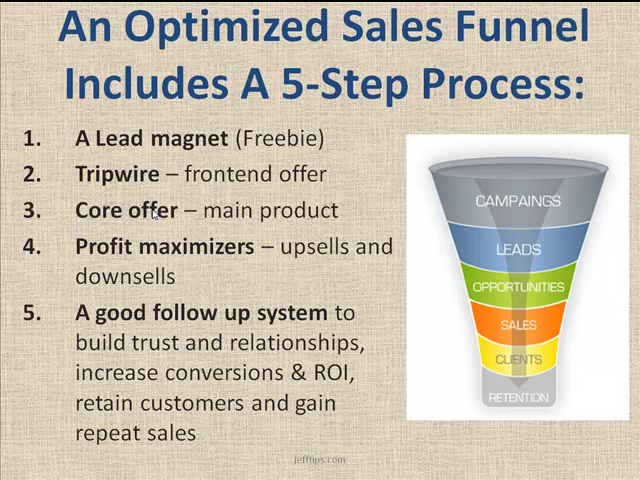 An Optimized Sales Funnel
Includes A 5-Step Process:
1. A Lead magnet (Freebie)
2. Tripwire – frontend offer
3. Core offer – main product
4. Profit maximizers – upsells and
downsells
5. A good follow up system to
build trust and relationships,
increase conversions & ROI,
retain customers and gain
repeat sales
CAMPAINGS
LEADS
OPPORTUNITIES
SALES
CLIENTS
RETENTION
jefftips.com